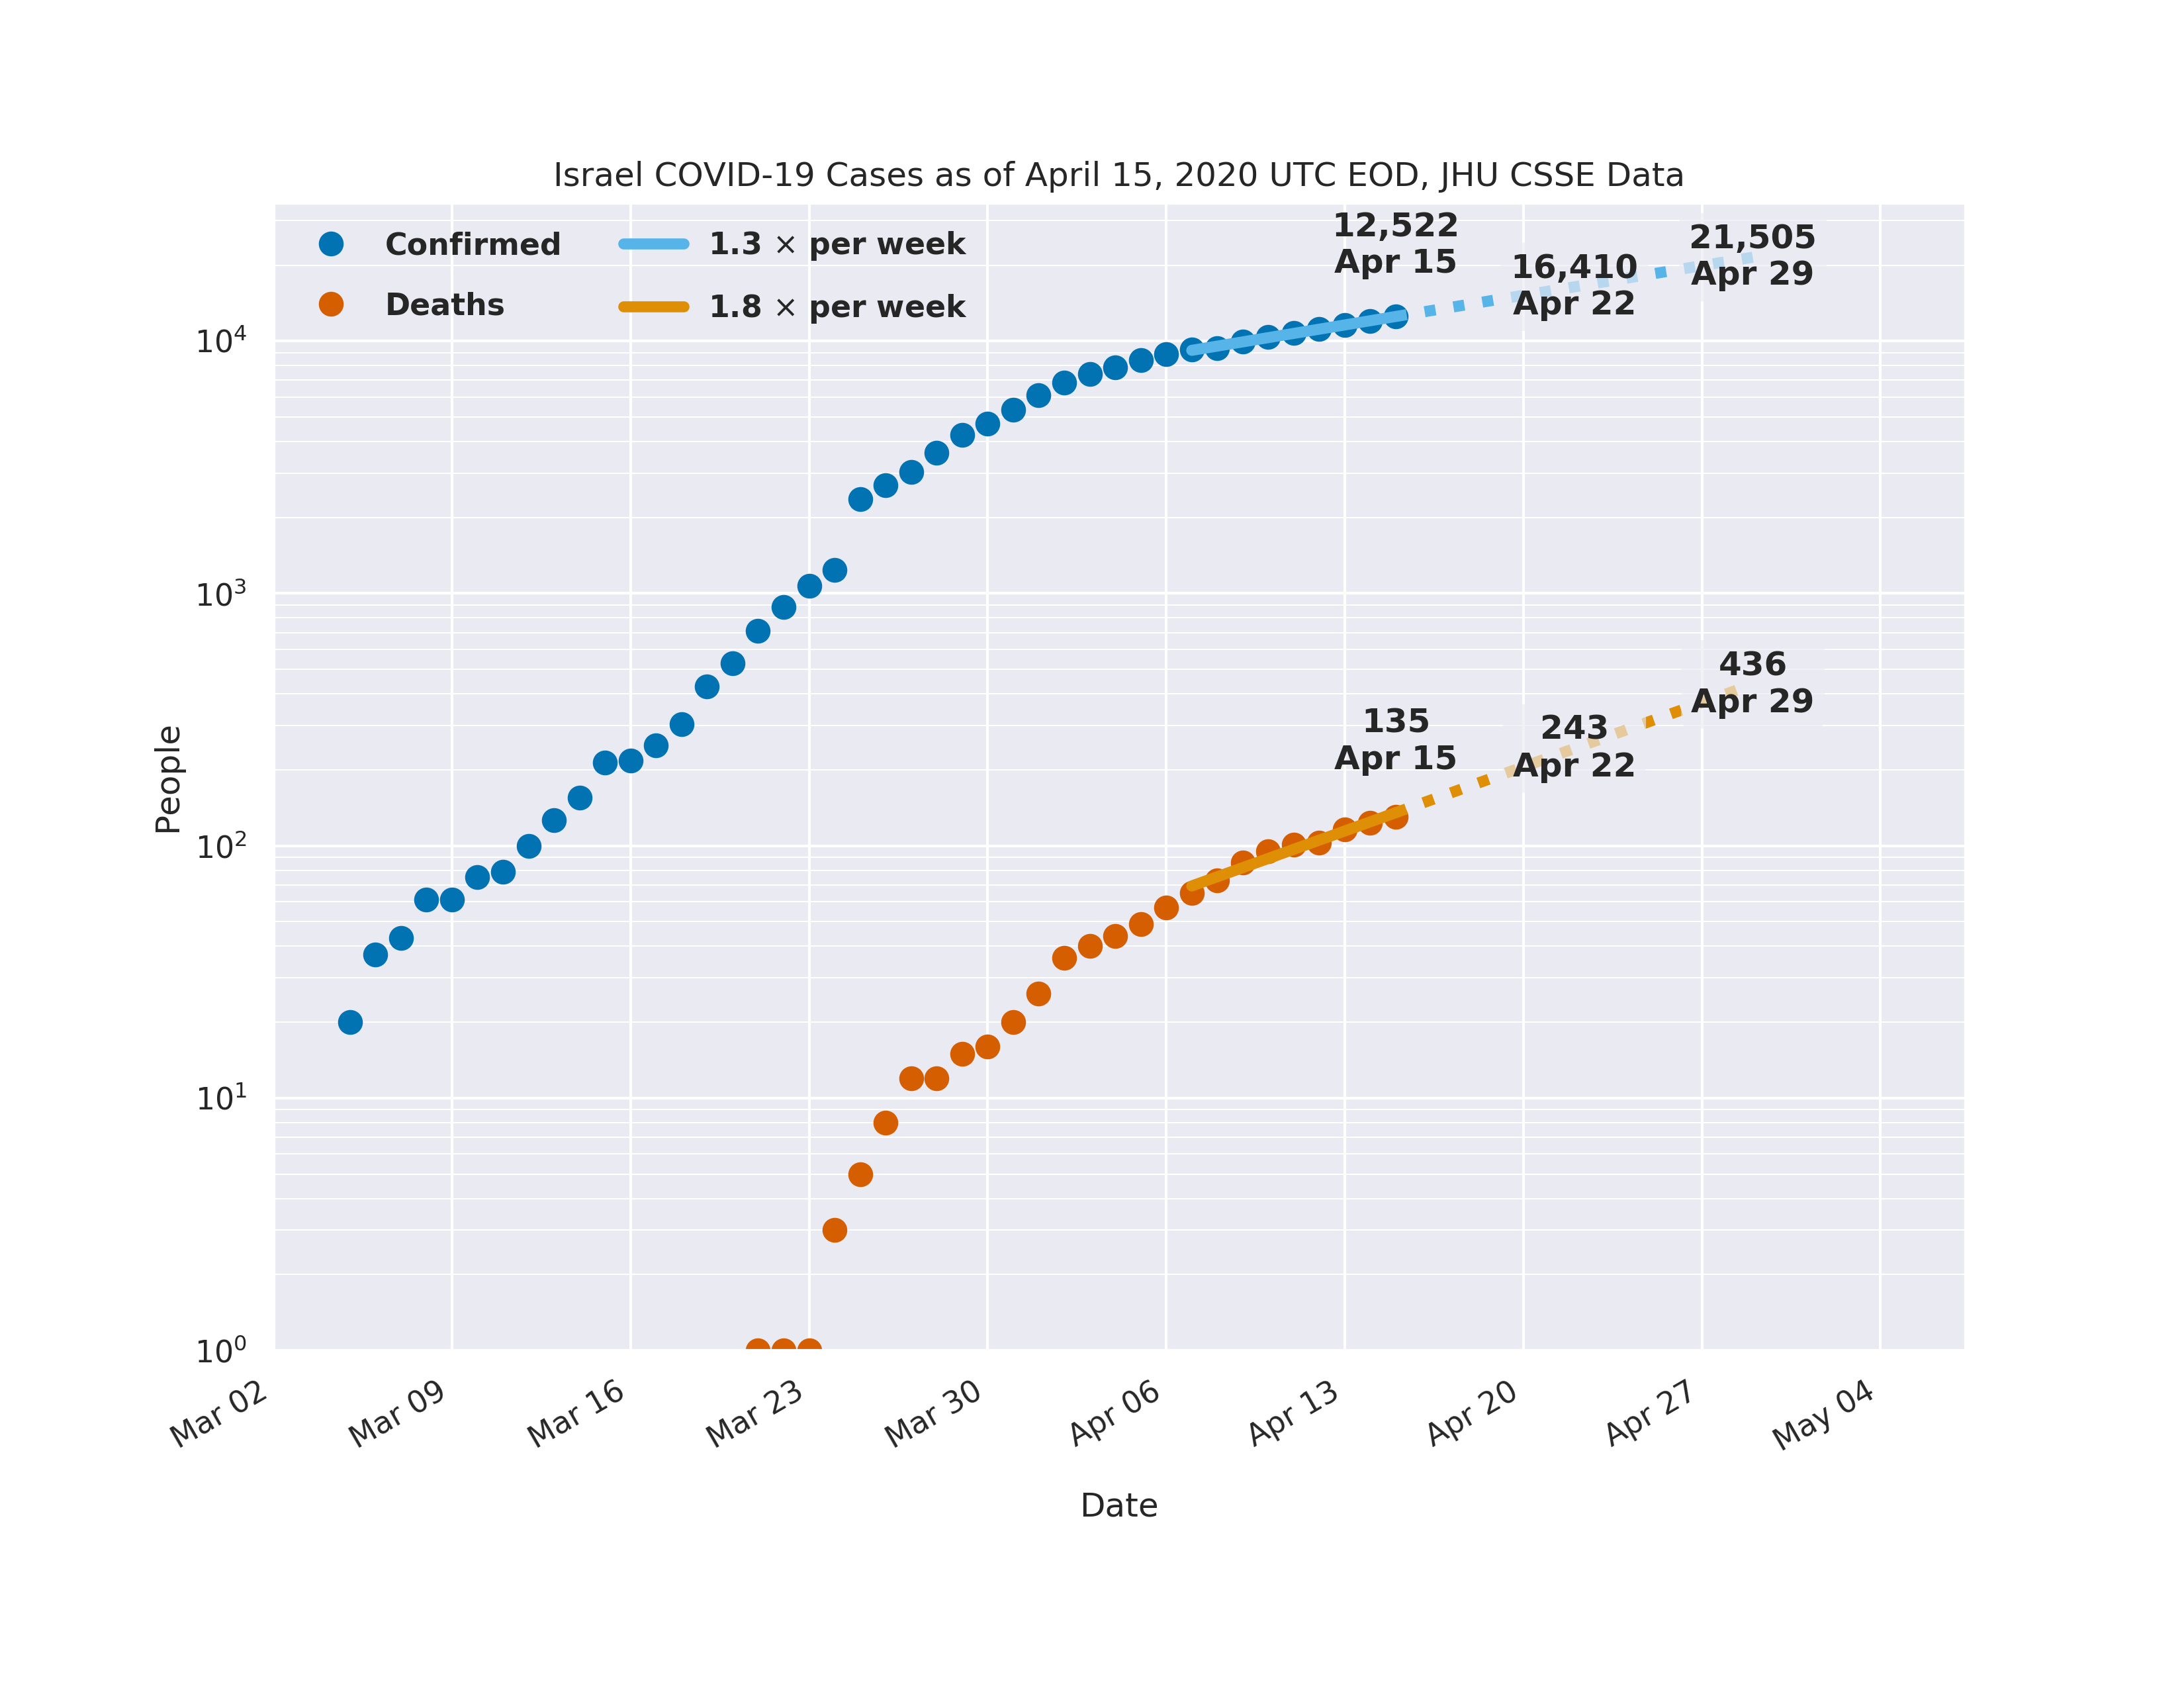 Israel COVID-19 Cases as of April 15, 2020 UTC EOD, JHU CSSE Data
Confirmed
Deaths
1.3 × per week
1.8 × per week
12,522
Apr 15
16,410
Apr 22
21,505
Apr 29
135
Apr 15
243
Apr 22
436
Apr 29
People
10⁴
10³
10²
10¹
10⁰
Mar 02
Mar 09
Mar 16
Mar 23
Mar 30
Apr 06
Apr 13
Apr 20
Apr 27
May 04
Date